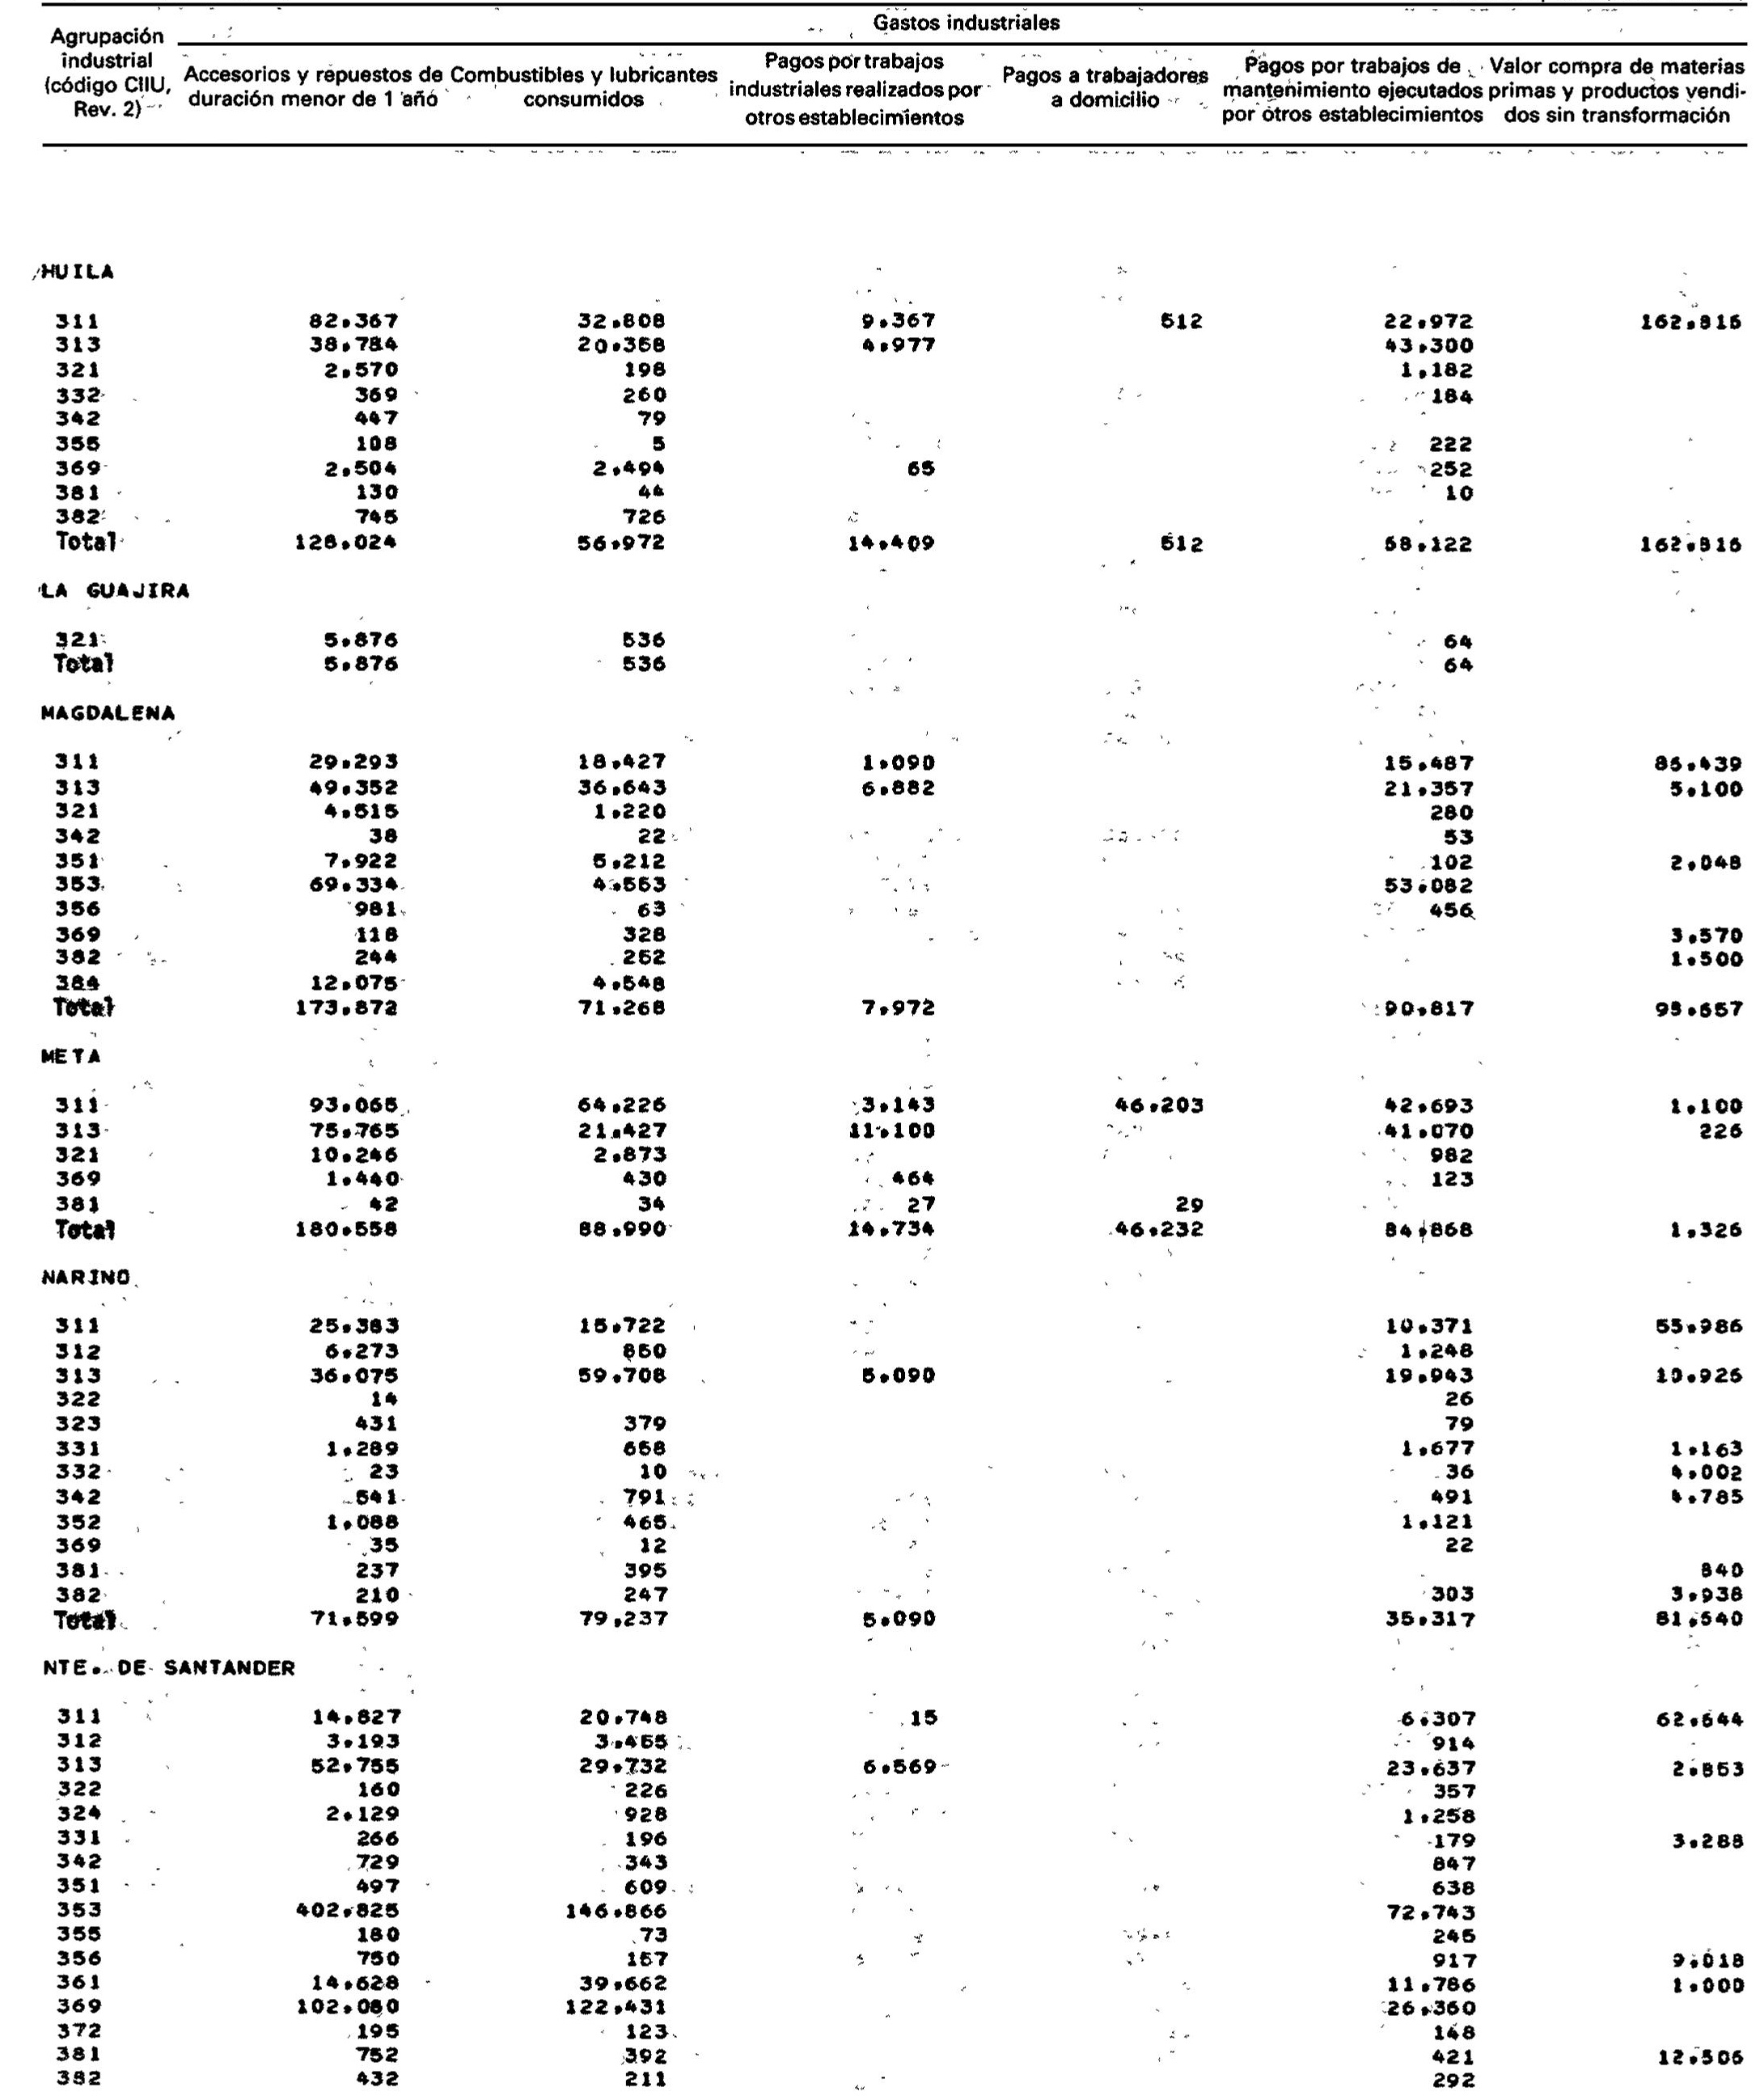 Gastos industriales
Agrupación industrial (código CIIU, Rev. 2) Accesorios y repuestos de duración menor de 1 año Combustibles y lubricantes consumidos Pagos por trabajos industriales realizados por otros establecimientos Pagos a trabajadores a domicilio Pagos por trabajos de mantenimiento ejecutados por otros establecimientos Valor compra de materias primas y productos vendidos sin transformación
HUILA
311 82.367 32.808 9.367 512 22.972 162.816
313 38.784 20.358 4.977 43.300
321 2.570 198 1.182
332 369 260 184
342 447 79
355 108 5 222
369 2.504 2.494 65 252
381 130 44 10
382 745 726
Total 128.024 56.972 14.409 512 68.122 162.816
LA GUAJIRA
321 5.876 536 64
Total 5.876 536 64
MAGDALENA
311 29.293 18.427 1.090 15.487 86.439
313 49.352 36.643 6.882 21.357 5.100
321 4.515 1.220 280
342 38 22 53
351 7.922 5.212 102 2.048
353 69.334 4.553 53.082
356 981 63 456
369 118 328 3.570
382 244 252 1.500
384 12.075 4.548
Total 173.872 71.268 7.972 90.817 98.657
META
311 93.065 64.226 3.143 46.203 42.693 1.100
313 75.765 21.427 11.100 41.070 226
321 10.246 2.873 982
369 1.440 430 464 123
381 42 34 27 29
Total 180.558 88.990 14.734 46.232 84.868 1.326
NARINO
311 25.383 15.722 10.371 55.986
312 6.273 850 1.248
313 36.075 59.708 5.090 19.943 10.926
322 14 26
323 431 379 79
331 1.289 658 1.677 1.163
332 23 10 36 4.002
342 541 791 491 4.785
352 1.088 465 1.121
369 35 12 22
381 237 395 840
382 210 247 303 3.938
Total 71.599 79.237 5.090 35.317 81.640
NTE. DE SANTANDER
311 14.827 20.748 15 6.307 62.644
312 3.193 3.455 914
313 52.755 29.732 6.569 23.637 2.853
322 160 226 357
324 2.129 928 1.258
331 266 196 179 3.288
342 729 343 847
351 497 609 638
353 402.825 146.866 72.743
355 180 73 245
356 750 157 917 9.018
361 14.628 39.662 11.786 1.000
369 102.080 122.431 26.360
372 195 123 148
381 752 392 421 12.506
382 432 211 292